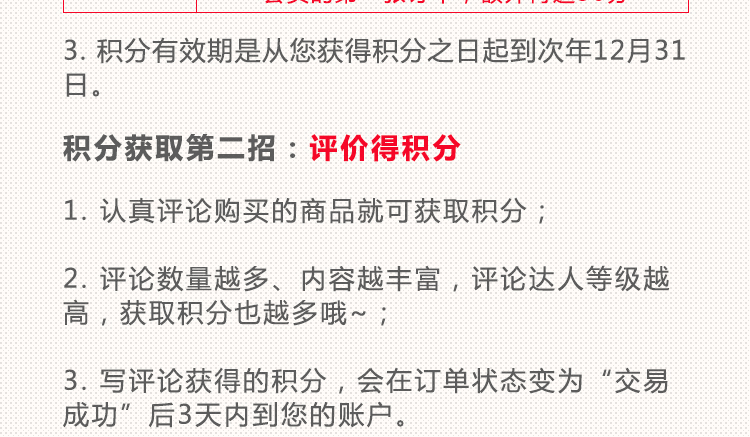 3. 积分有效期是从您获得积分之日起到次年12月31
日。
积分获取第二招：评价得积分
1. 认真评论购买的商品就可获取积分；
2. 评论数量越多、内容越丰富，评论达人等级越
高，获取积分也越多哦~；
3. 写评论获得的积分，会在订单状态变为“交易
成功”后3天内到您的账户。